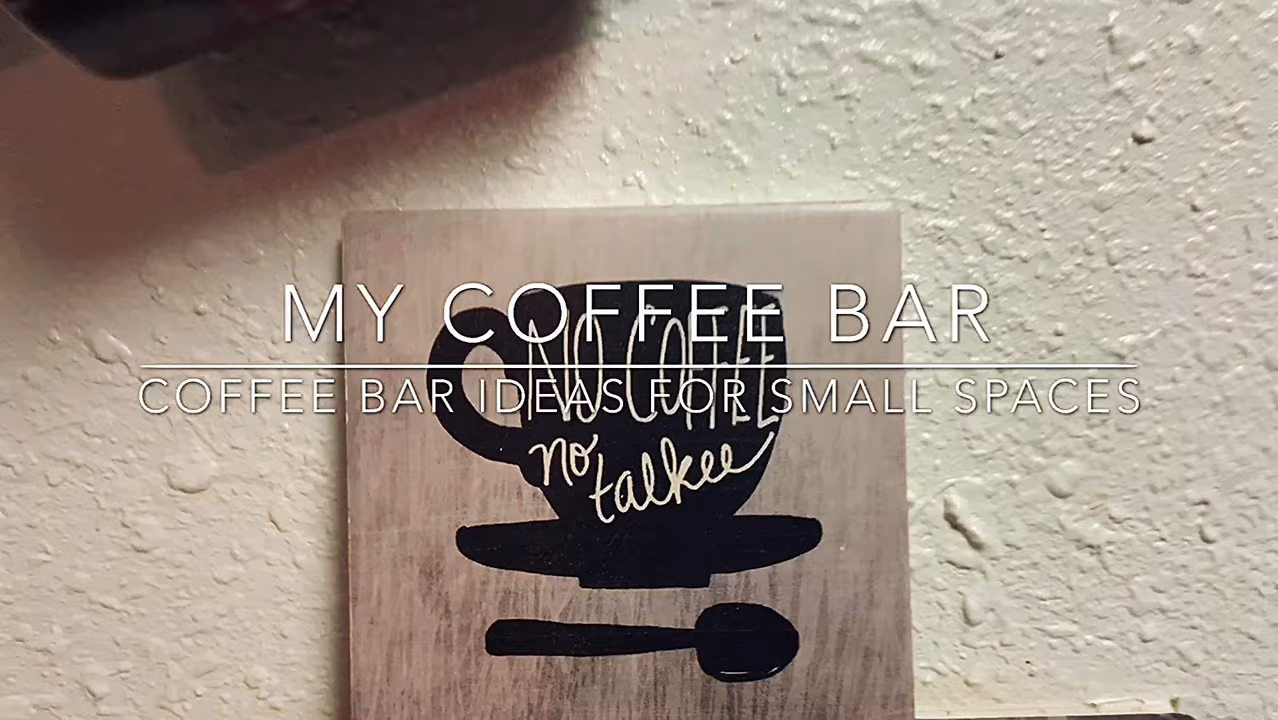 MY COFFEE BAR
COFFEE BAR IDEAS FOR SMALL SPACES
NO COFFEE
no
talkee